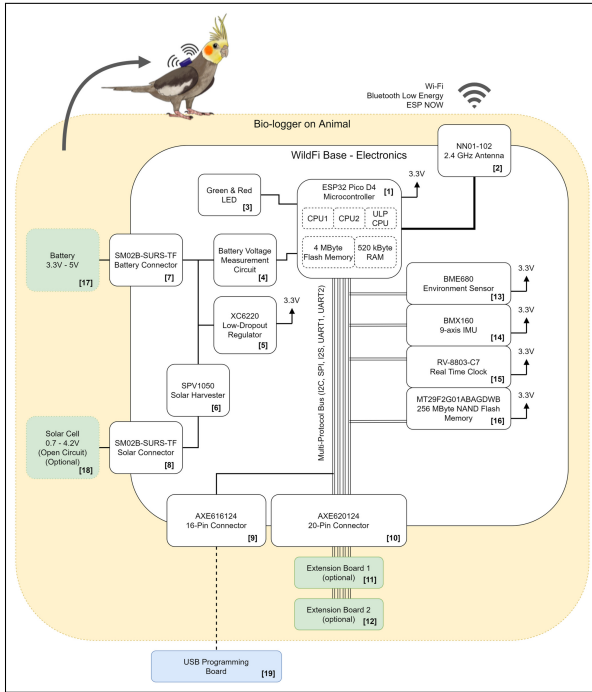 Wi-Fi
Bluetooth Low Energy
ESP NOW
Bio-logger on Animal
NN01-102
2.4 GHz Antenna
[2]
WildFi Base - Electronics
ESP32 Pico D4
Microcontroller
[1]
3.3V
CPU1
CPU2
ULP
CPU
4 MByte
Flash Memory
520 kByte
RAM
Green & Red
LED
[3]
Battery
3.3V - 5V
[17]
SM02B-SURS-TF
Battery Connector
[7]
Battery Voltage
Measurement
Circuit
[4]
XC6220
Low-Dropout
Regulator
[5]
3.3V
SPV1050
Solar Harvester
[6]
Solar Cell
0.7 - 4.2V
(Open Circuit)
(Optional)
[18]
SM02B-SURS-TF
Solar Connector
[8]
Multi-Protocol Bus (I2C, SPI, I2S, UART1, UART2)
BME680
Environment Sensor
[13]
3.3V
BMX160
9-axis IMU
[14]
3.3V
RV-8803-C7
Real Time Clock
[15]
3.3V
MT29F2G01ABAGDWB
256 MByte NAND Flash
Memory
[16]
3.3V
AXE616124
16-Pin Connector
[9]
AXE620124
20-Pin Connector
[10]
Extension Board 1
(optional)
[11]
Extension Board 2
(optional)
[12]
USB Programming
Board
[19]